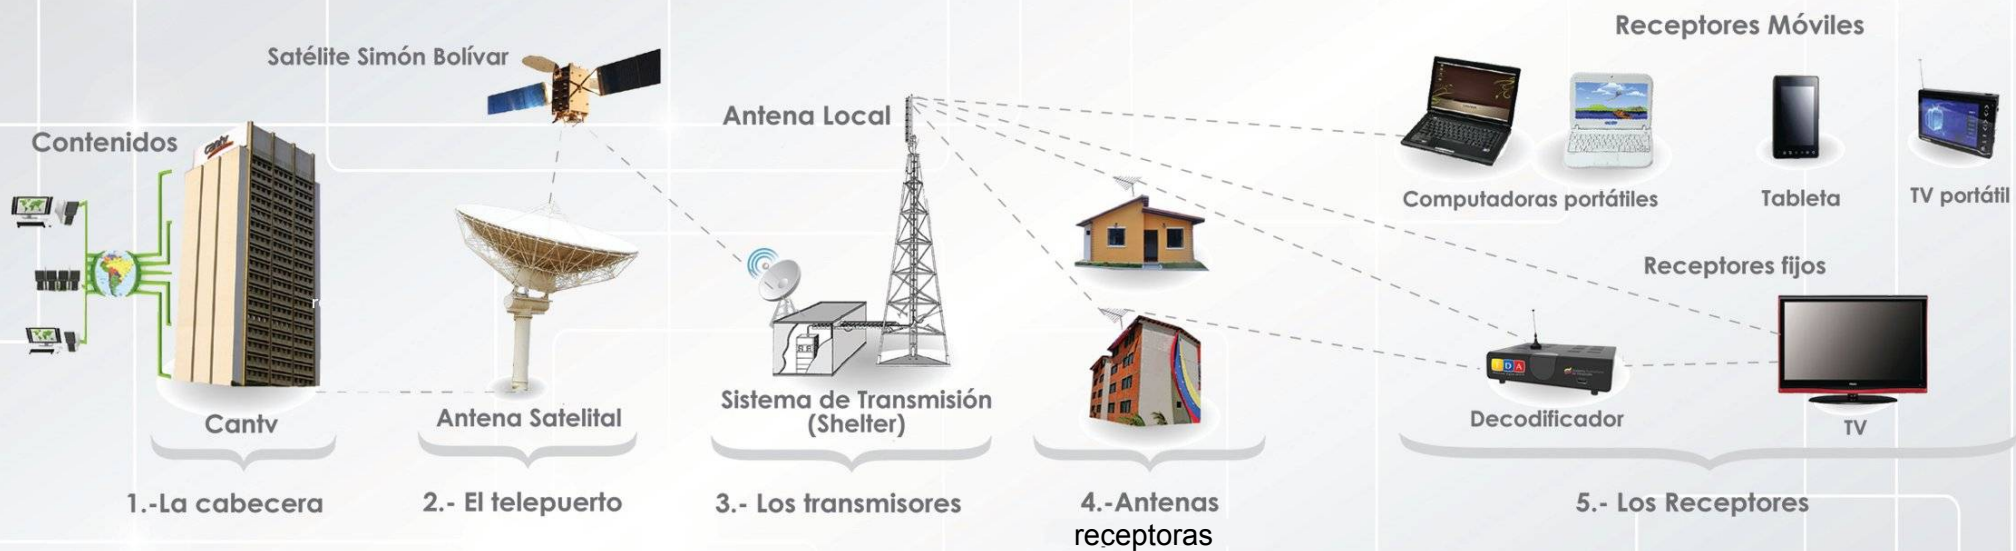 Receptores Móviles
Satélite Simón Bolívar
Antena Local
Contenidos
cantv
Computadoras portátiles
Tableta
TV portátil
Receptores fijos
TDA
Sistema de Transmisión
(Shelter)
Cantv
Antena Satelital
Decodificador
TV
1.-La cabecera
2.- El telepuerto
3.- Los transmisores
4.-Antenas
receptoras
5.- Los Receptores